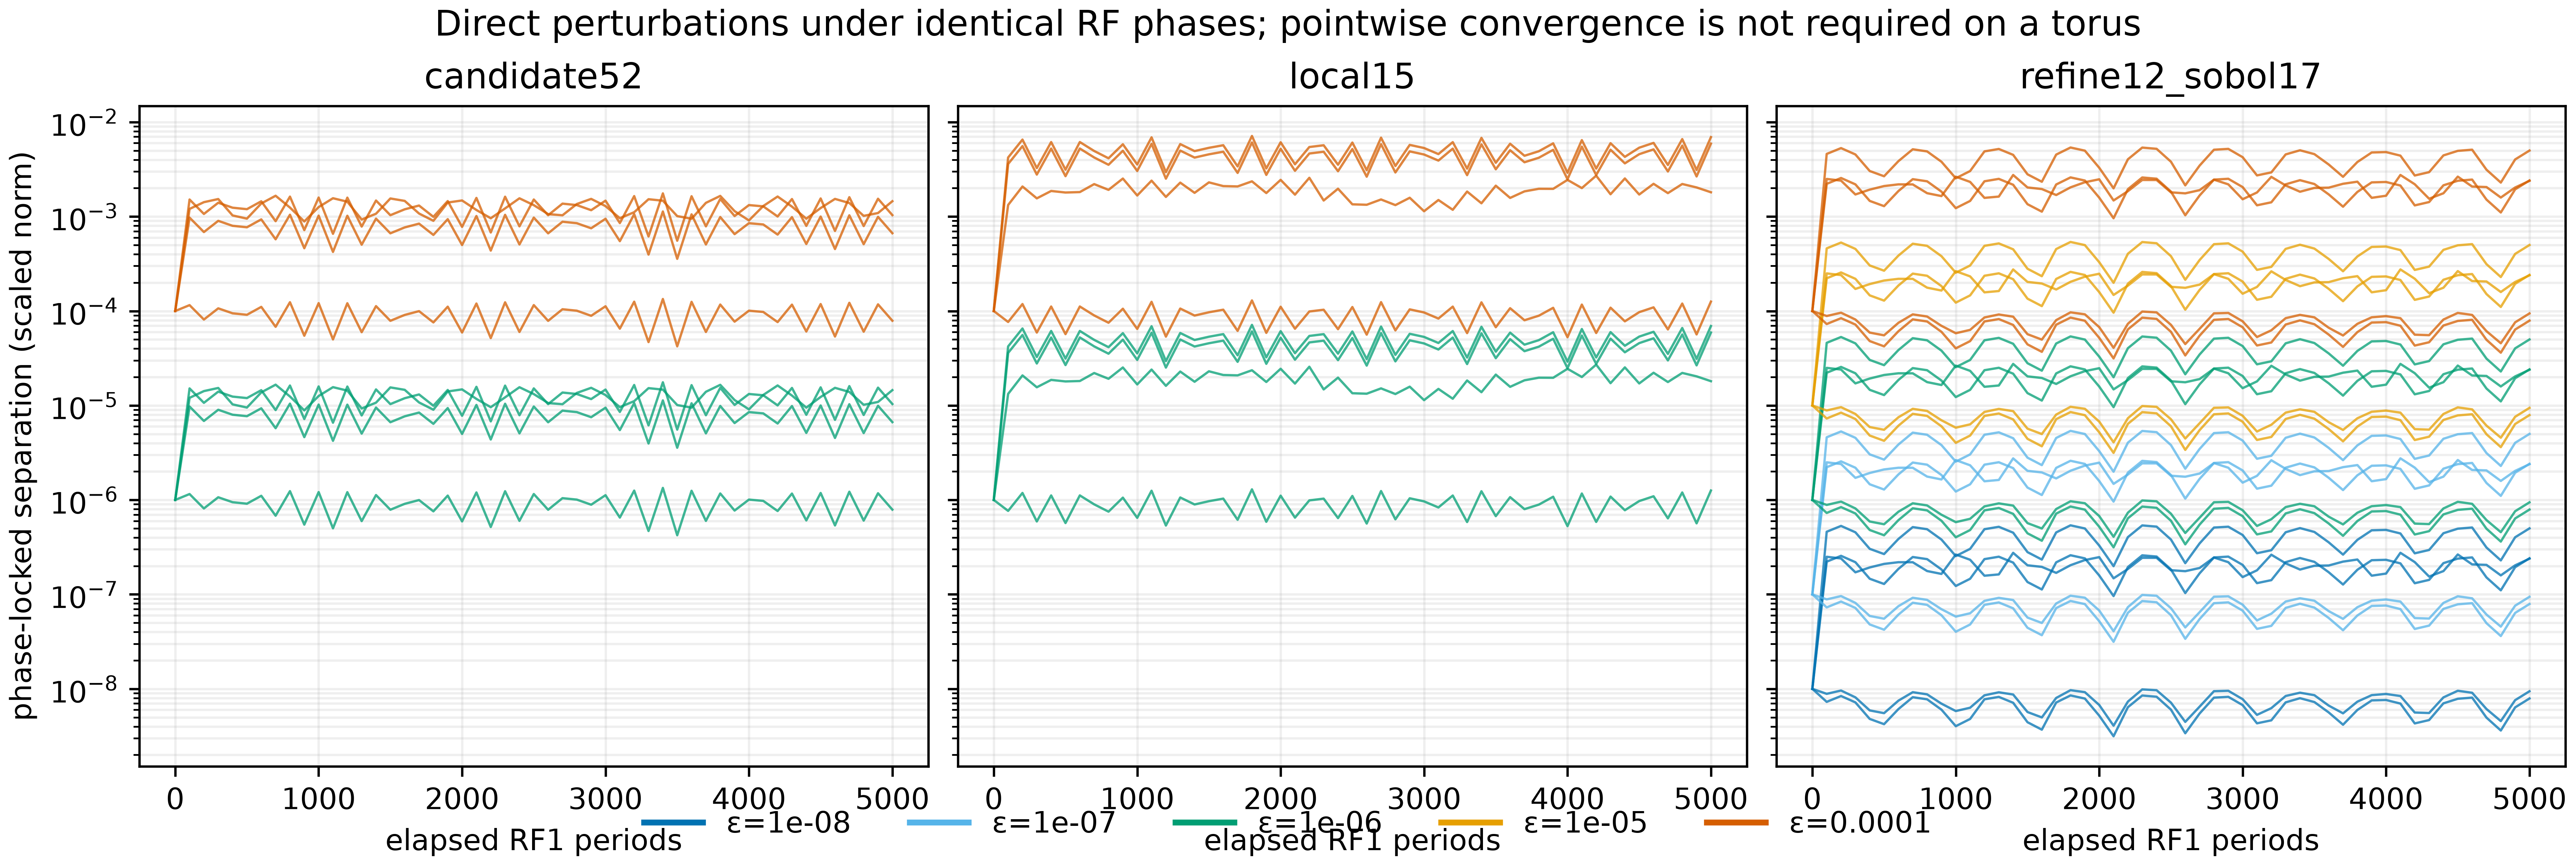 Direct perturbations under identical RF phases; pointwise convergence is not required on a torus
candidate52
local15
refine12_sobol17
phase-locked separation (scaled norm)
10⁻²
10⁻³
10⁻⁴
10⁻⁵
10⁻⁶
10⁻⁷
10⁻⁸
0 1000 2000 3000 4000 5000
0 1000 2000 3000 4000 5000
0 1000 2000 3000 4000 5000
ε=1e-08 ε=1e-07 ε=1e-06 ε=1e-05 ε=0.0001
elapsed RF1 periods
elapsed RF1 periods
elapsed RF1 periods